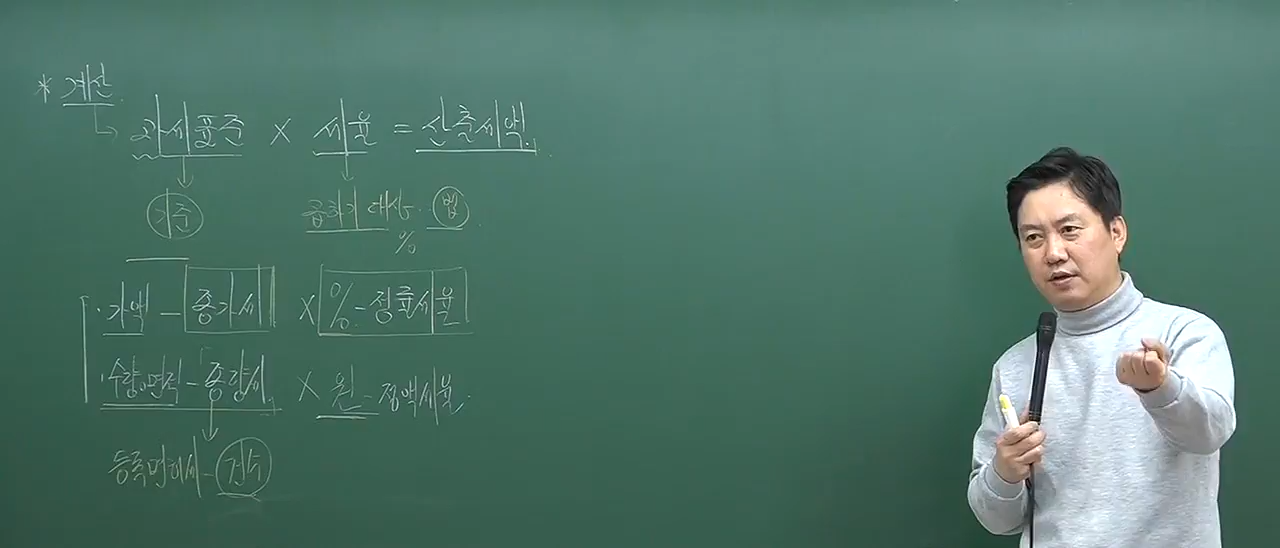 * 계산
과세표준 × 세율 = 산출세액
기준 곱하기 대상. 법
%
·가액 - 종가세 × % - 정률세율
·수량,면적 - 종량세 × 원 - 정액세율
등록면허세 - 건수